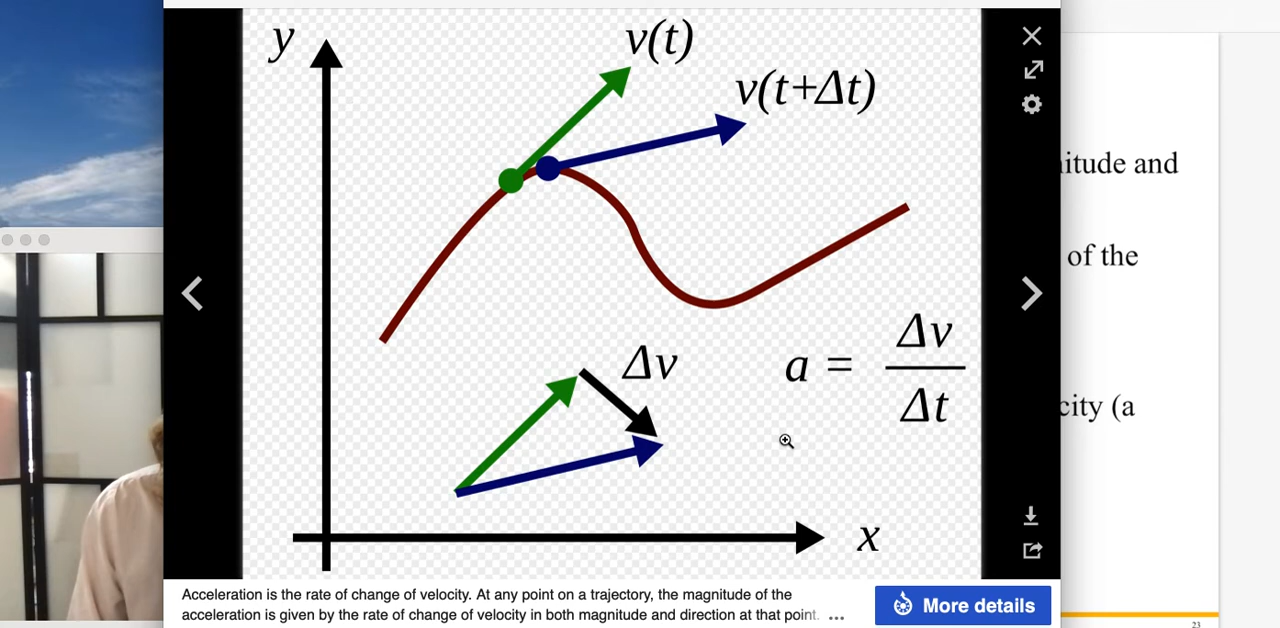 y
v(t)
v(t+Δt)
itude and
of the
Δv
a = Δv/Δt
city (a
x
Acceleration is the rate of change of velocity. At any point on a trajectory, the magnitude of the
acceleration is given by the rate of change of velocity in both magnitude and direction at that point. ...
More details
23